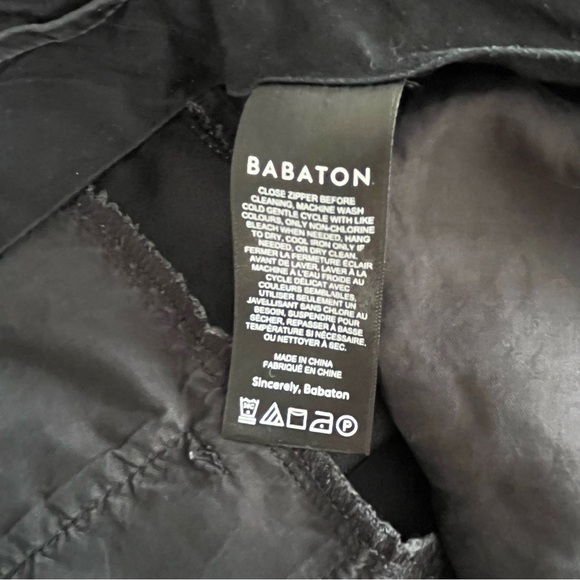 BABATON
CLOSE ZIPPER BEFORE
CLEANING, MACHINE WASH
COLD GENTLE CYCLE WITH LIKE
COLOURS, ONLY NON-CHLORINE
BLEACH WHEN NEEDED, HANG
TO DRY, COOL IRON ONLY IF
NEEDED, OR DRY CLEAN.
FERMER LA FERMETURE ÉCLAIR
AVANT DE LAVER, LAVER À LA
MACHINE À L'EAU FROIDE AU
CYCLE DÉLICAT AVEC
COULEURS SEMBLABLES,
UTILISER SEULEMENT UN
JAVELLISANT SANS CHLORE AU
BESOIN, SUSPENDRE POUR
SÉCHER, REPASSER À BASSE
TEMPÉRATURE SI NÉCESSAIRE,
OU NETTOYER À SEC.
MADE IN CHINA
FABRIQUÉ EN CHINE
Sincerely, Babaton
P